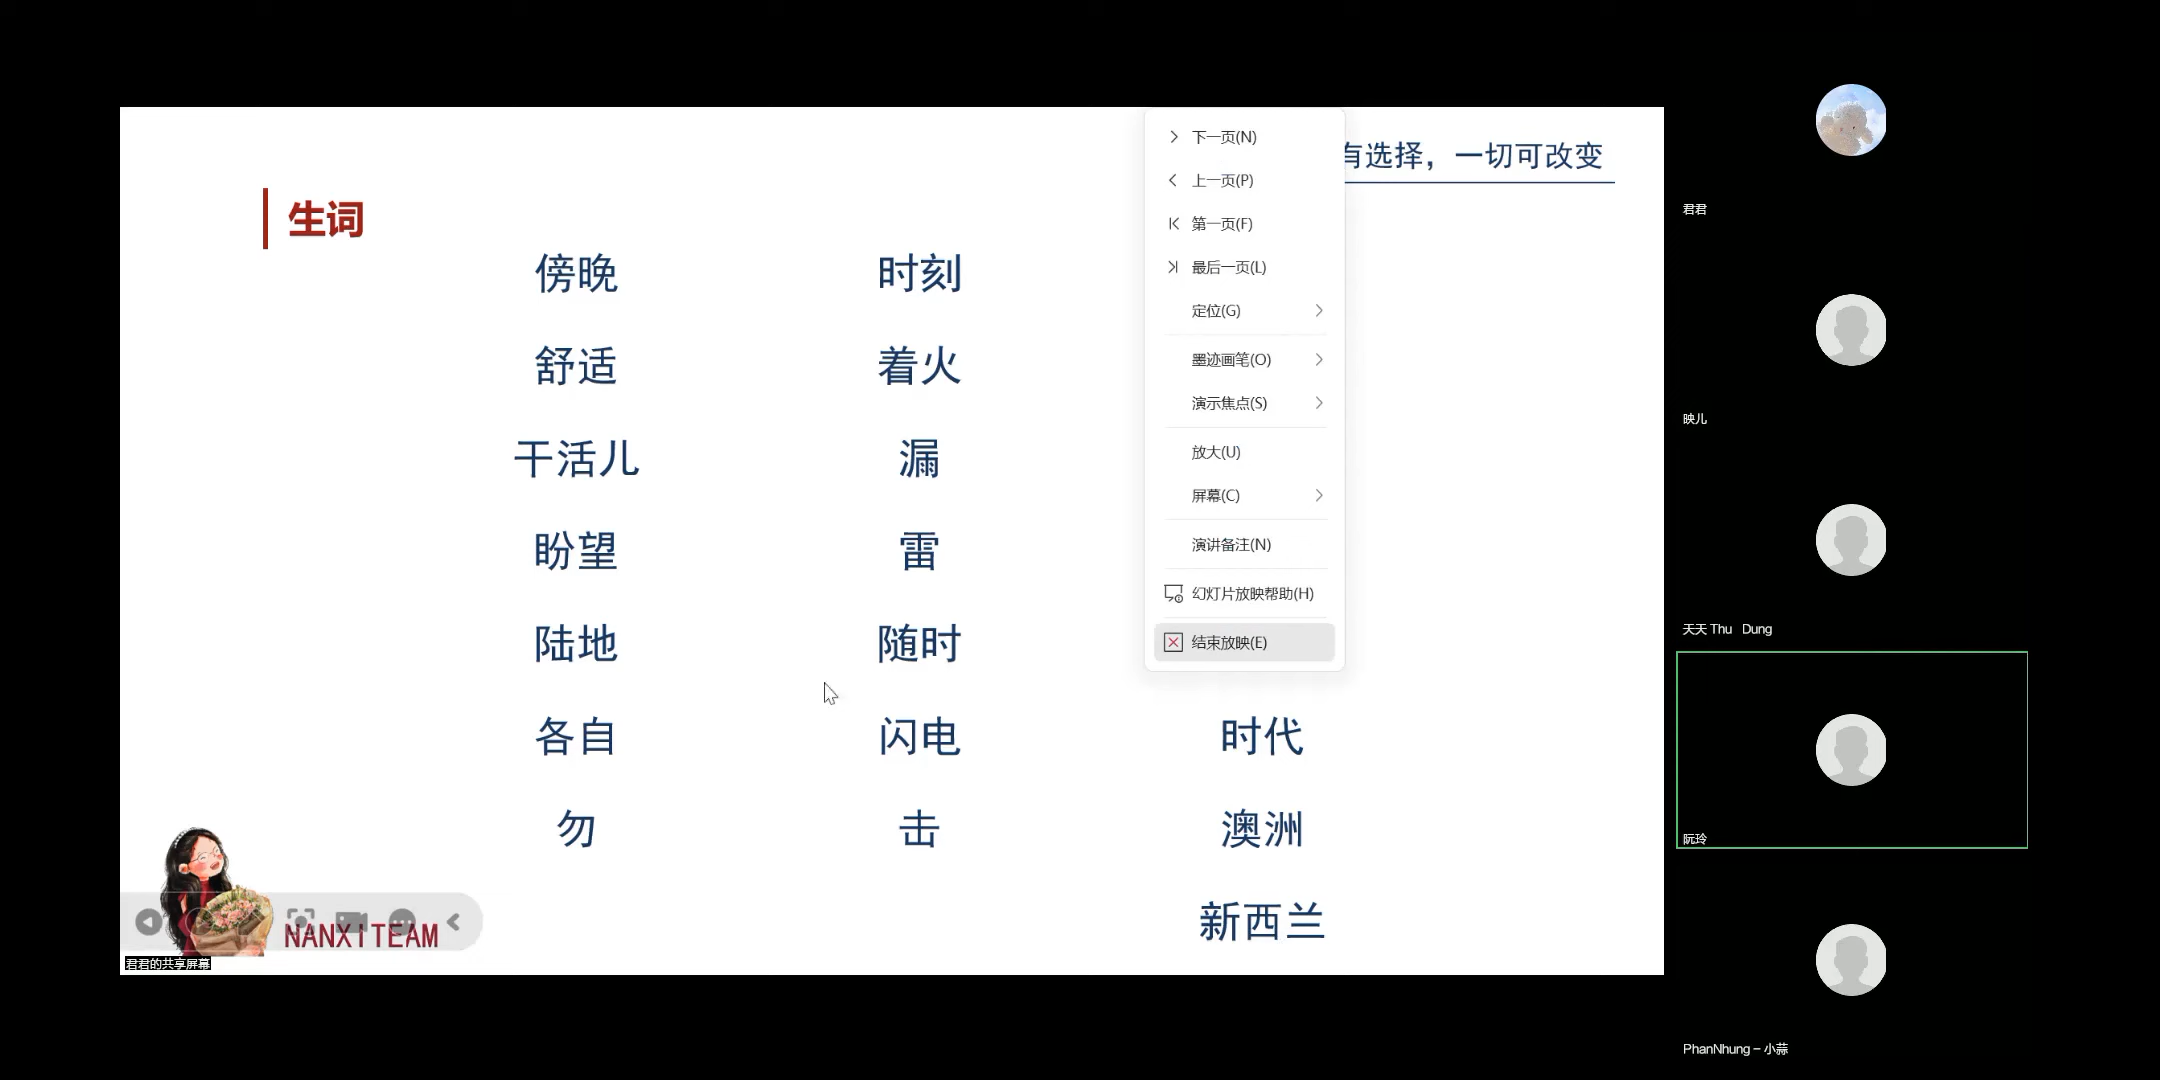 有选择，一切可改变
生词
傍晚
舒适
干活儿
盼望
陆地
各自
勿
时刻
着火
漏
雷
随时
闪电
击
时代
澳洲
新西兰
下一页(N)
上一页(P)
第一页(F)
最后一页(L)
定位(G)
墨迹画笔(O)
演示焦点(S)
放大(U)
屏幕(C)
演讲备注(N)
幻灯片放映帮助(H)
结束放映(E)
NANXITEAM
君君的共享屏幕
君君
映儿
天天 Thu Dung
阮玲
PhanNhung – 小蒜